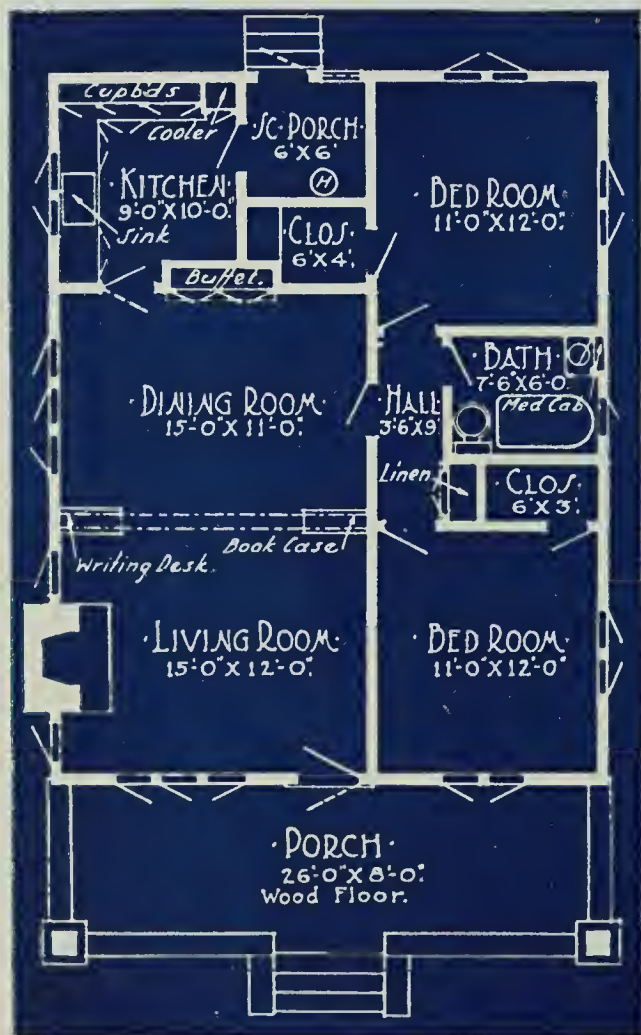 Cupbds
Cooler
·SC·PORCH·
6'X6'
·KITCHEN·
9'-0"X10'-0"
Sink
H
·CLOS·
6'X4'
·BED ROOM·
11'-0"X12'-0"
Buffet.
·DINING ROOM·
15'-0"X11'-0"
·HALL·
3'-6"X9'
·BATH·
7'-6"X6'-0
Med Cab
Linen
·CLOS·
6'X3'
Writing Desk.
Book Case
·LIVING ROOM·
15'-0"X12'-0"
·BED ROOM·
11'-0"X12'-0"
·PORCH·
26'-0"X8'-0"
Wood Floor.